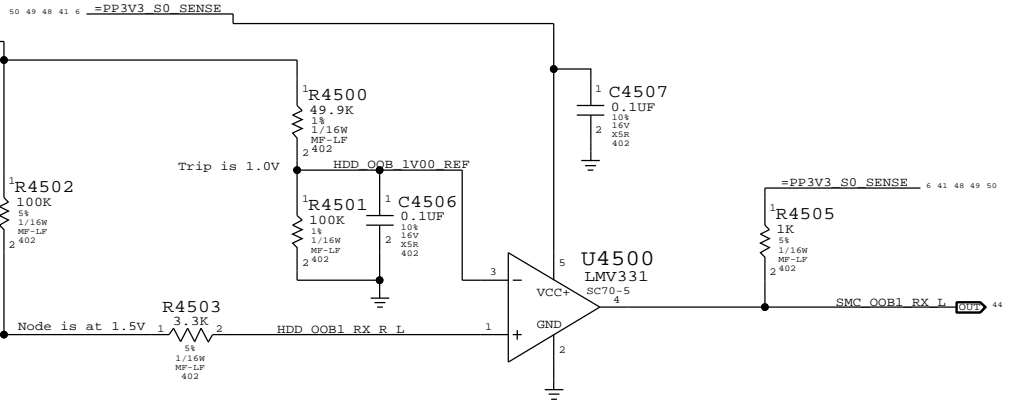 50 49 48 41 6 =PP3V3_S0_SENSE
1 R4500
49.9K
1%
1/16W
MF-LF
2 402
1 C4507
0.1UF
10%
16V
2 X5R
402
Trip is 1.0V HDD_OOB_1V00_REF
1 R4502
100K
5%
1/16W
MF-LF
2 402
1 R4501
100K
1%
1/16W
MF-LF
2 402
1 C4506
0.1UF
10%
16V
2 X5R
402
=PP3V3_S0_SENSE 6 41 48 49 50
1 R4505
1K
5%
1/16W
MF-LF
2 402
U4500
LMV331
SC70-5
3 - 5
VCC+ 4
GND
1 + 2
SMC_OOB1_RX_L OUT 44
R4503
Node is at 1.5V 1 3.3K 2 HDD_OOB1_RX_R_L
5%
1/16W
MF-LF
402